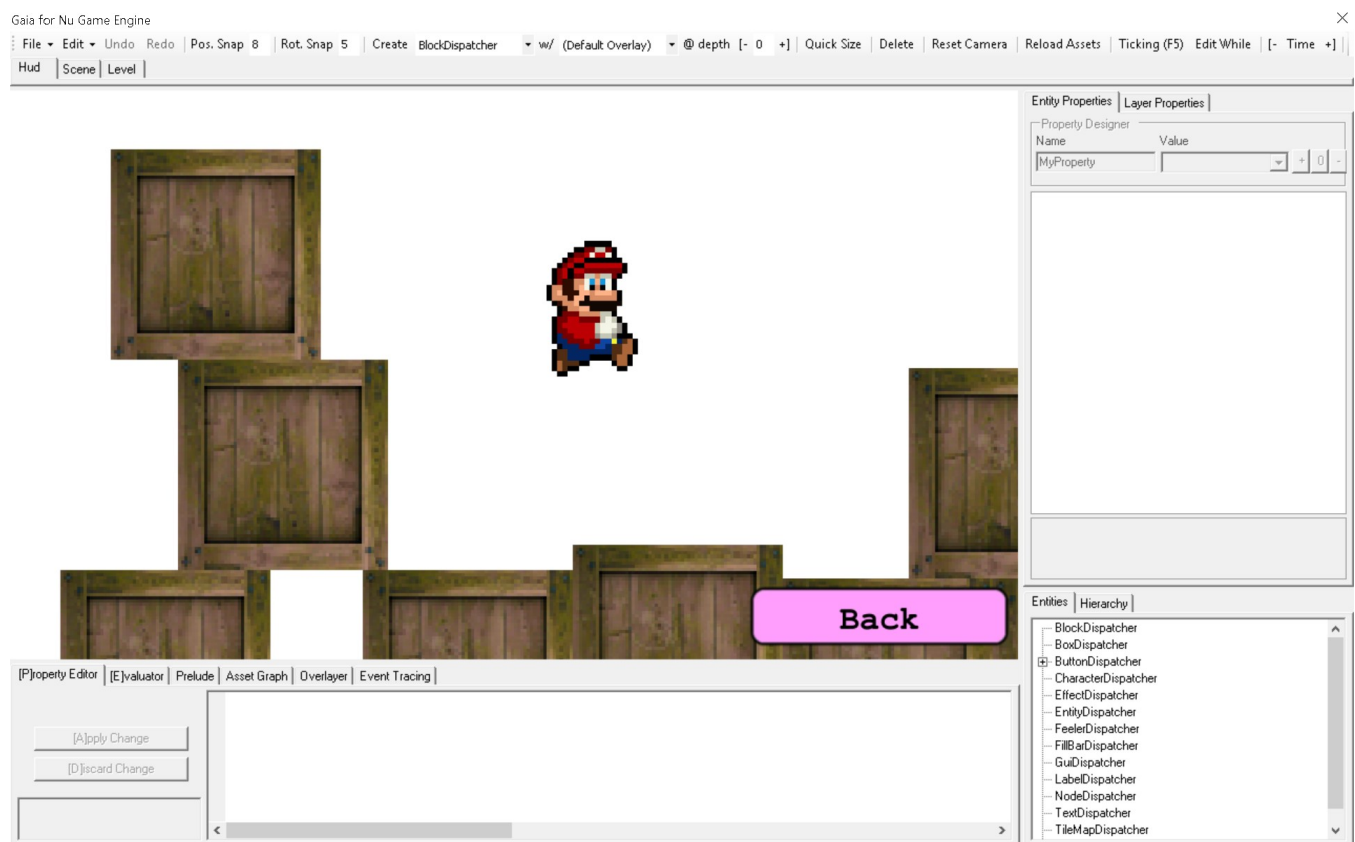 Gaia for Nu Game Engine
File Edit Undo Redo Pos. Snap 8 Rot. Snap 5 Create BlockDispatcher w/ (Default Overlay) @ depth [- 0 +] Quick Size Delete Reset Camera Reload Assets Ticking (F5) Edit While [- Time +]
Hud Scene Level
Entity Properties Layer Properties
Property Designer
Name Value
MyProperty + 0 -
Back
Entities Hierarchy
BlockDispatcher
BoxDispatcher
ButtonDispatcher
CharacterDispatcher
EffectDispatcher
EntityDispatcher
FeelerDispatcher
FillBarDispatcher
GuiDispatcher
LabelDispatcher
NodeDispatcher
TextDispatcher
TileMapDispatcher
[P]roperty Editor [E]valuator Prelude Asset Graph Overlayer Event Tracing
[A]pply Change
[D]iscard Change